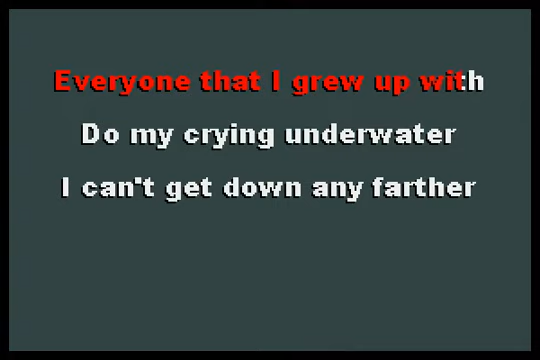 Everyone that I grew up with
Do my crying underwater
I can't get down any farther